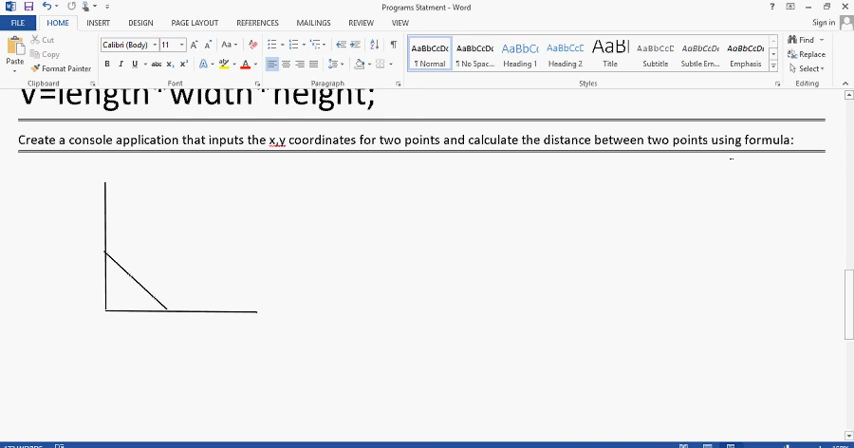 Programs Statment - Word
? 
Sign in
FILE HOME INSERT DESIGN PAGE LAYOUT REFERENCES MAILINGS REVIEW VIEW
Paste
Cut
Copy
Format Painter
Clipboard
Calibri (Body) 11
B I U abc X₂ X²
Font
Paragraph
AaBbCcDc ¶ Normal
AaBbCcDc ¶ No Spac...
AaBbCc Heading 1
AaBbCcC Heading 2
AaBl Title
AaBbCcC Subtitle
AaBbCcDc Subtle Em...
AaBbCcDc Emphasis
Styles
Find
Replace
Select
Editing
V=length*width*height;
Create a console application that inputs the x,y coordinates for two points and calculate the distance between two points using formula: